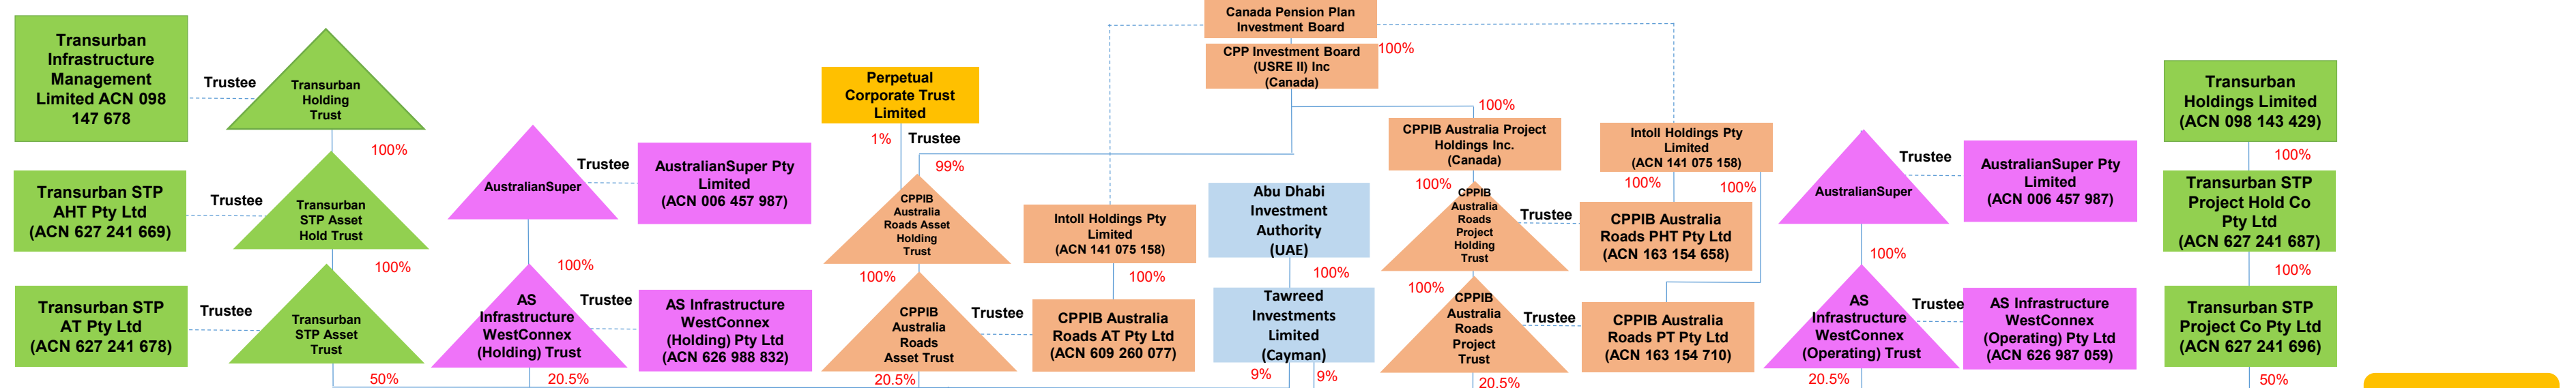 Transurban
Infrastructure
Management
Limited ACN 098
147 678
Trustee
Transurban
Holding
Trust
100%
Transurban STP
AHT Pty Ltd
(ACN 627 241 669)
Trustee
Transurban
STP Asset
Hold Trust
100%
Transurban STP
AT Pty Ltd
(ACN 627 241 678)
Trustee
Transurban
STP Asset
Trust
50%
AustralianSuper
Trustee
AustralianSuper Pty
Limited
(ACN 006 457 987)
100%
AS
Infrastructure
WestConnex
(Holding) Trust
Trustee
AS Infrastructure
WestConnex
(Holding) Pty Ltd
(ACN 626 988 832)
20.5%
Perpetual
Corporate Trust
Limited
1%
Trustee
99%
CPPIB
Australia
Roads Asset
Holding
Trust
100%
CPPIB
Australia
Roads
Asset Trust
Trustee
20.5%
Intoll Holdings Pty
Limited
(ACN 141 075 158)
100%
CPPIB Australia
Roads AT Pty Ltd
(ACN 609 260 077)
Canada Pension Plan
Investment Board
CPP Investment Board
(USRE II) Inc
(Canada)
100%
100%
Abu Dhabi
Investment
Authority
(UAE)
100%
Tawreed
Investments
Limited
(Cayman)
9%
9%
CPPIB Australia Project
Holdings Inc.
(Canada)
100%
CPPIB
Australia
Roads
Project
Holding
Trust
Trustee
100%
CPPIB
Australia
Roads
Project
Trust
Trustee
20.5%
Intoll Holdings Pty
Limited
(ACN 141 075 158)
100%
100%
CPPIB Australia
Roads PHT Pty Ltd
(ACN 163 154 658)
CPPIB Australia
Roads PT Pty Ltd
(ACN 163 154 710)
AustralianSuper
Trustee
AustralianSuper Pty
Limited
(ACN 006 457 987)
100%
AS
Infrastructure
WestConnex
(Operating) Trust
Trustee
AS Infrastructure
WestConnex
(Operating) Pty Ltd
(ACN 626 987 059)
20.5%
Transurban
Holdings Limited
(ACN 098 143 429)
100%
Transurban STP
Project Hold Co
Pty Ltd
(ACN 627 241 687)
100%
Transurban STP
Project Co Pty Ltd
(ACN 627 241 696)
50%